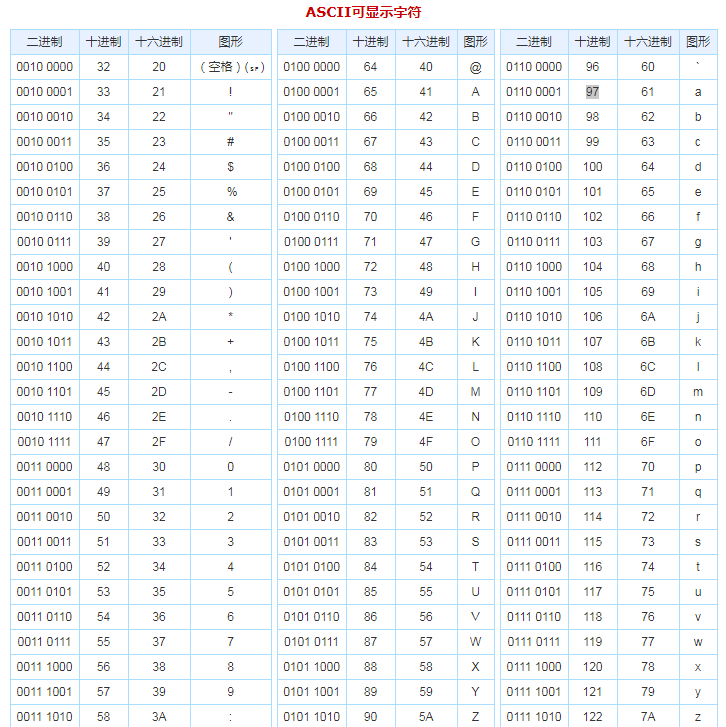 ASCII可显示字符
二进制 十进制 十六进制 图形 二进制 十进制 十六进制 图形 二进制 十进制 十六进制 图形
0010 0000 32 20 （空格）(␠) 0100 0000 64 40 @ 0110 0000 96 60 `
0010 0001 33 21 ! 0100 0001 65 41 A 0110 0001 97 61 a
0010 0010 34 22 " 0100 0010 66 42 B 0110 0010 98 62 b
0010 0011 35 23 # 0100 0011 67 43 C 0110 0011 99 63 c
0010 0100 36 24 $ 0100 0100 68 44 D 0110 0100 100 64 d
0010 0101 37 25 % 0100 0101 69 45 E 0110 0101 101 65 e
0010 0110 38 26 & 0100 0110 70 46 F 0110 0110 102 66 f
0010 0111 39 27 ' 0100 0111 71 47 G 0110 0111 103 67 g
0010 1000 40 28 ( 0100 1000 72 48 H 0110 1000 104 68 h
0010 1001 41 29 ) 0100 1001 73 49 I 0110 1001 105 69 i
0010 1010 42 2A * 0100 1010 74 4A J 0110 1010 106 6A j
0010 1011 43 2B + 0100 1011 75 4B K 0110 1011 107 6B k
0010 1100 44 2C , 0100 1100 76 4C L 0110 1100 108 6C l
0010 1101 45 2D - 0100 1101 77 4D M 0110 1101 109 6D m
0010 1110 46 2E . 0100 1110 78 4E N 0110 1110 110 6E n
0010 1111 47 2F / 0100 1111 79 4F O 0110 1111 111 6F o
0011 0000 48 30 0 0101 0000 80 50 P 0111 0000 112 70 p
0011 0001 49 31 1 0101 0001 81 51 Q 0111 0001 113 71 q
0011 0010 50 32 2 0101 0010 82 52 R 0111 0010 114 72 r
0011 0011 51 33 3 0101 0011 83 53 S 0111 0011 115 73 s
0011 0100 52 34 4 0101 0100 84 54 T 0111 0100 116 74 t
0011 0101 53 35 5 0101 0101 85 55 U 0111 0101 117 75 u
0011 0110 54 36 6 0101 0110 86 56 V 0111 0110 118 76 v
0011 0111 55 37 7 0101 0111 87 57 W 0111 0111 119 77 w
0011 1000 56 38 8 0101 1000 88 58 X 0111 1000 120 78 x
0011 1001 57 39 9 0101 1001 89 59 Y 0111 1001 121 79 y
0011 1010 58 3A : 0101 1010 90 5A Z 0111 1010 122 7A z